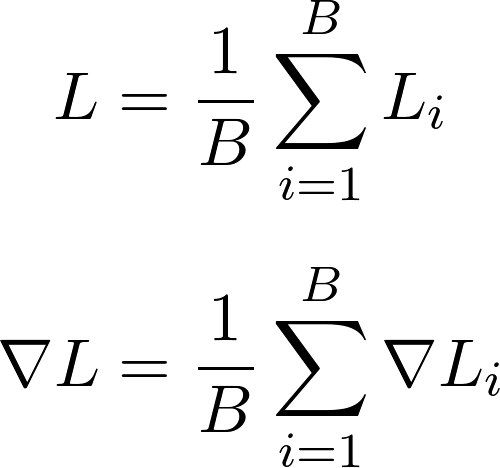 L = \frac{1}{B} \sum_{i=1}^{B} L_i
\nabla L = \frac{1}{B} \sum_{i=1}^{B} \nabla L_i